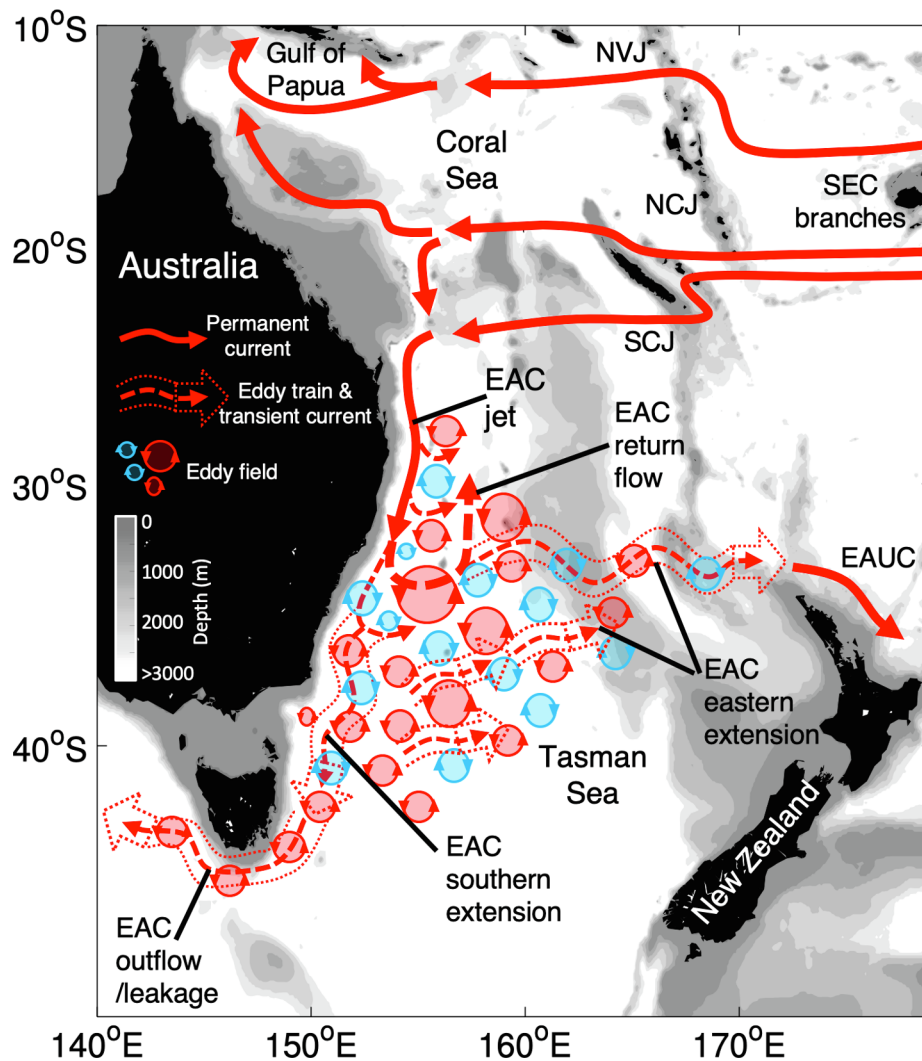 10°S
Gulf of
Papua
NVJ
Coral
Sea
SEC
branches
NCJ
20°S
Australia
Permanent
current
SCJ
EAC
jet
Eddy train &
transient current
EAC
return
flow
Eddy field
30°S
0
1000
2000
>3000
Depth (m)
EAUC
EAC
eastern
extension
40°S
Tasman
Sea
EAC
southern
extension
New Zealand
EAC
outflow
/leakage
140°E
150°E
160°E
170°E